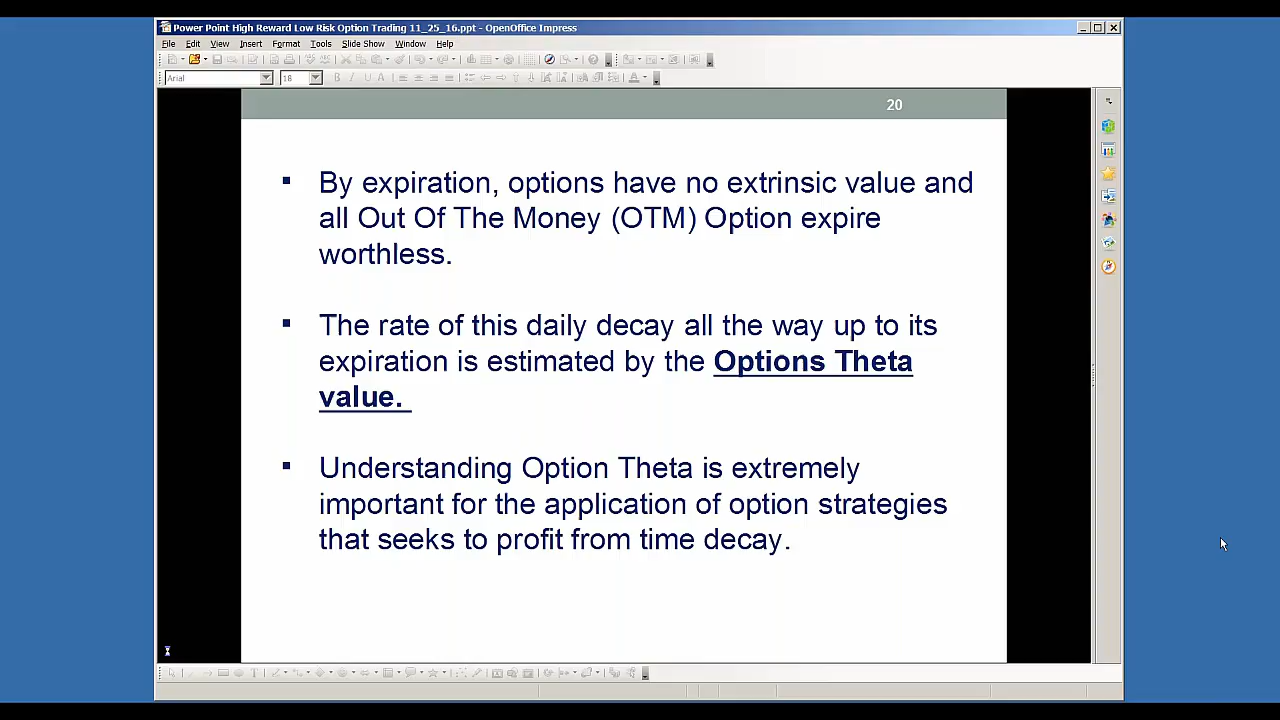 Power Point High Reward Low Risk Option Trading 11_25_16.ppt - OpenOffice Impress
File Edit View Insert Format Tools Slide Show Window Help
Arial 18
20
By expiration, options have no extrinsic value and
all Out Of The Money (OTM) Option expire
worthless.
The rate of this daily decay all the way up to its
expiration is estimated by the Options Theta
value.
Understanding Option Theta is extremely
important for the application of option strategies
that seeks to profit from time decay.